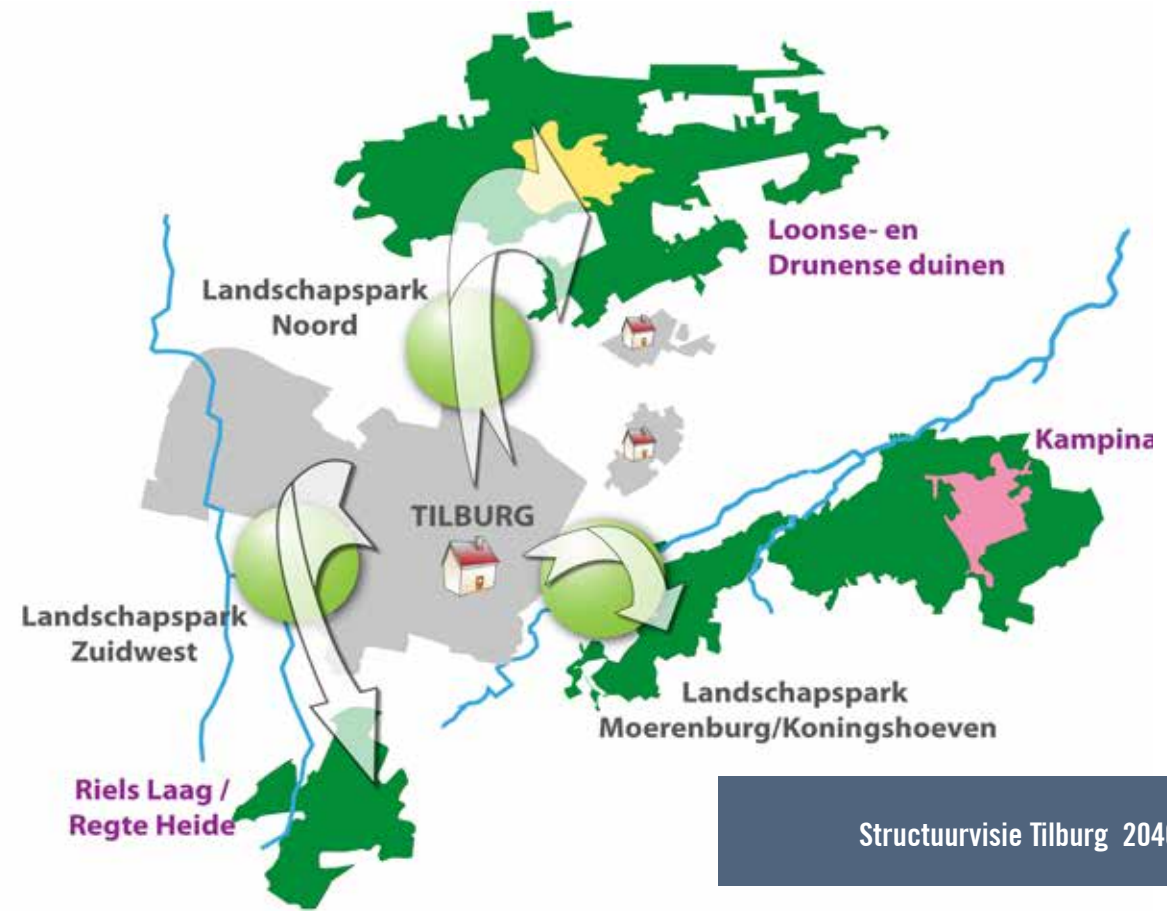 Loonse- en
Drunense duinen
Landschapspark
Noord
Kampina
TILBURG
Landschapspark
Zuidwest
Landschapspark
Moerenburg/Koningshoeven
Riels Laag /
Regte Heide
Structuurvisie Tilburg